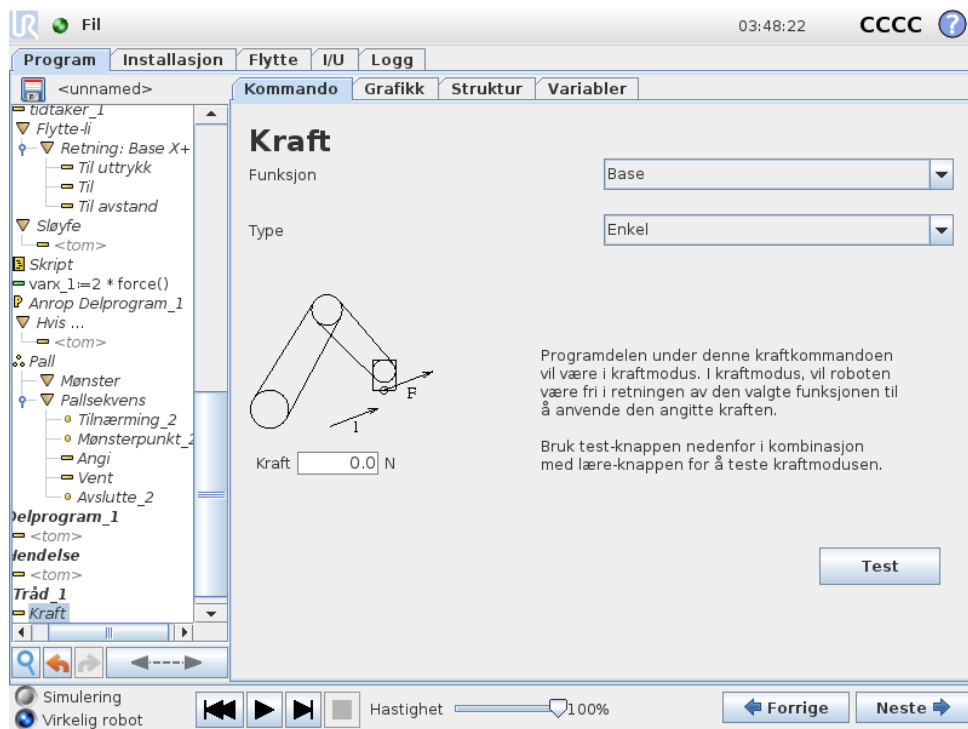 UR Fil 03:48:22 CCCC ?
Program Installasjon Flytte I/U Logg
<unnamed>
Kommando Grafikk Struktur Variabler
tidtaker_1
Flytte-li
Retning: Base X+
Til uttrykk
Til
Til avstand
Sløyfe
<tom>
Skript
varx_1:=2 * force()
Anrop Delprogram_1
Hvis ...
<tom>
Pall
Mønster
Pallsekvens
Tilnærming_2
Mønsterpunkt_2
Angi
Vent
Avslutte_2
Delprogram_1
<tom>
Hendelse
<tom>
Tråd_1
Kraft
Kraft
Funksjon Base
Type Enkel
F
1
Kraft 0.0 N
Programdelen under denne kraftkommandoen
vil være i kraftmodus. I kraftmodus, vil roboten
være fri i retningen av den valgte funksjonen til
å anvende den angitte kraften.
Bruk test-knappen nedenfor i kombinasjon
med lære-knappen for å teste kraftmodusen.
Test
Simulering
Virkelig robot
Hastighet 100%
Forrige Neste